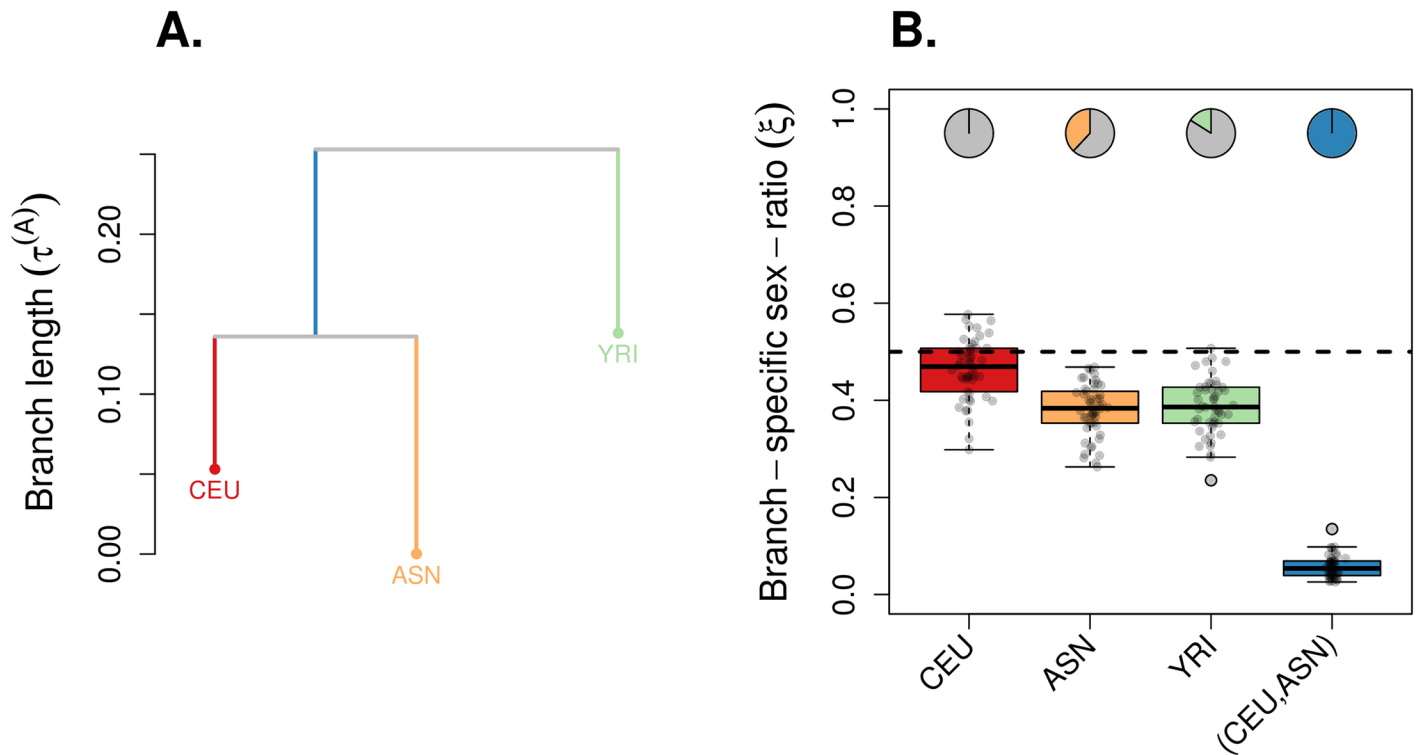 A.
Branch length (τ(A))
0.20
0.10
0.00
CEU
ASN
YRI
B.
Branch – specific sex – ratio (ξ)
1.0
0.8
0.6
0.4
0.2
0.0
CEU
ASN
YRI
(CEU,ASN)